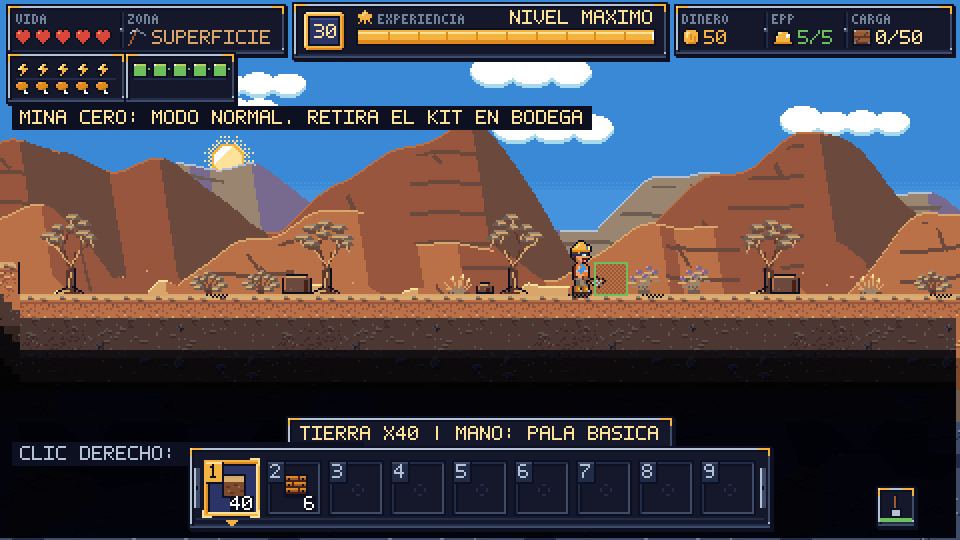 VIDA
ZONA
SUPERFICIE
30
EXPERIENCIA
NIVEL MAXIMO
DINERO
50
EPP
5/5
CARGA
0/50
MINA CERO: MODO NORMAL. RETIRA EL KIT EN BODEGA
TIERRA X40 | MANO: PALA BASICA
CLIC DERECHO:
1
40
2
6
3
4
5
6
7
8
9